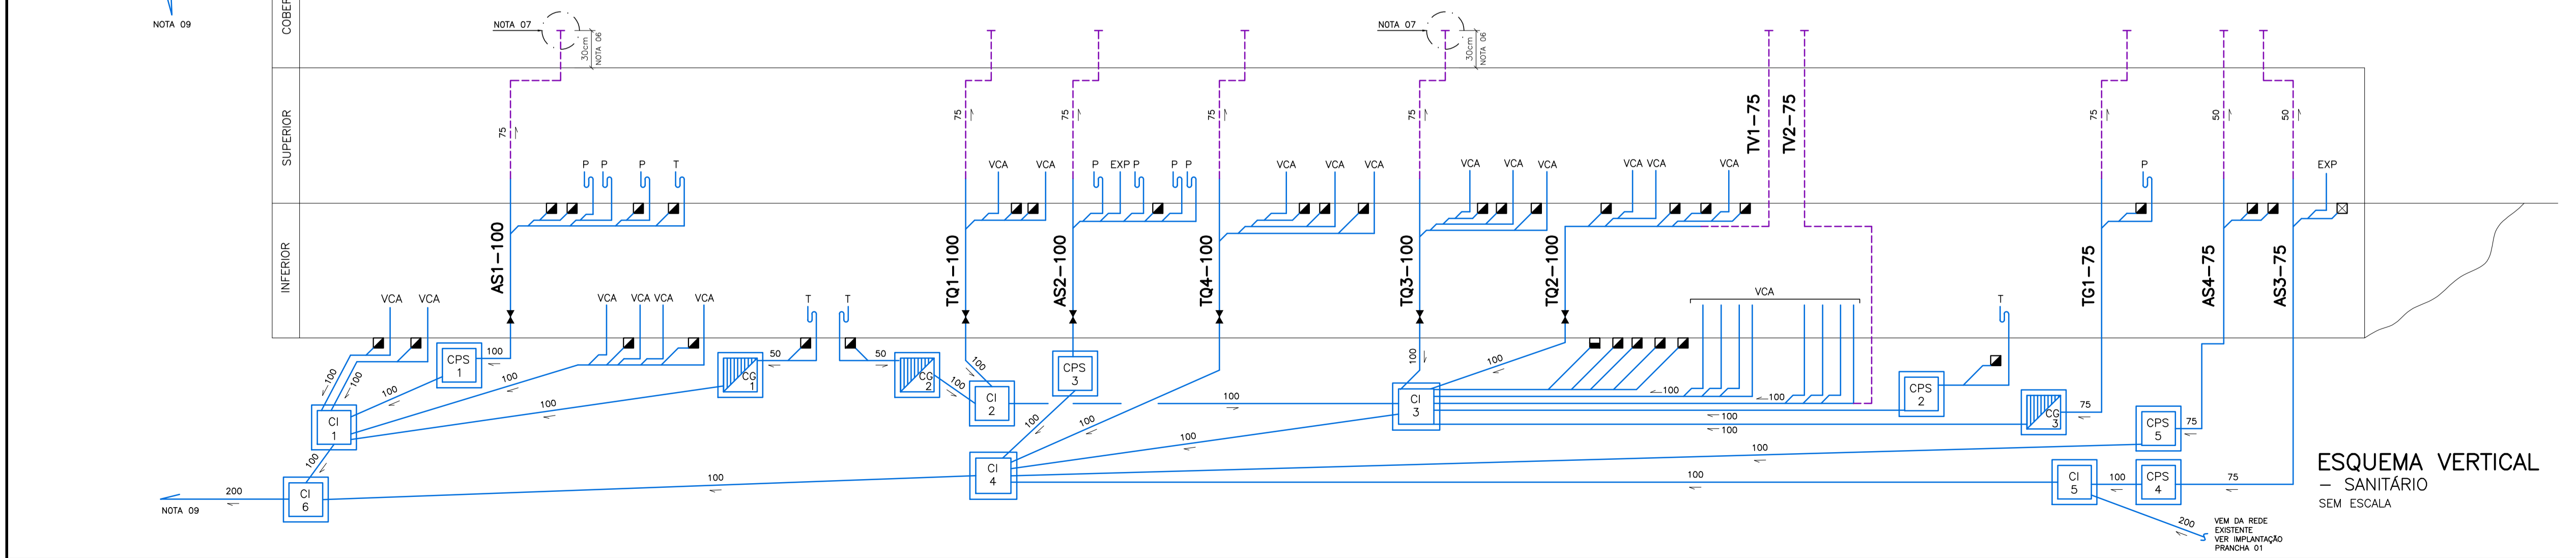 NOTA 09
COBER
NOTA 07
30cm
NOTA 06
NOTA 07
30cm
NOTA 06
SUPERIOR
75
75
75
75
75
TV1-75
TV2-75
75
50
50
P
P
P
T
VCA
VCA
P
EXP
P
P
P
VCA
VCA
VCA
VCA
VCA
VCA
VCA
VCA
VCA
P
EXP
INFERIOR
AS1-100
TQ1-100
AS2-100
TQ4-100
TQ3-100
TQ2-100
TG1-75
AS4-75
AS3-75
VCA
VCA
VCA
VCA
VCA
VCA
T
T
VCA
T
CPS
1
100
100
100
100
100
100
50
CG
1
50
CG
2
100
100
CI
2
CPS
3
100
100
100
100
100
CI
3
100
100
100
100
CPS
2
CG
3
75
CPS
5
75
CI
1
100
100
100
100
CI
4
100
100
CI
5
100
CPS
4
75
200
NOTA 09
CI
6
200
VEM DA REDE
EXISTENTE
VER IMPLANTAÇÃO
PRANCHA 01
ESQUEMA VERTICAL
- SANITÁRIO
SEM ESCALA